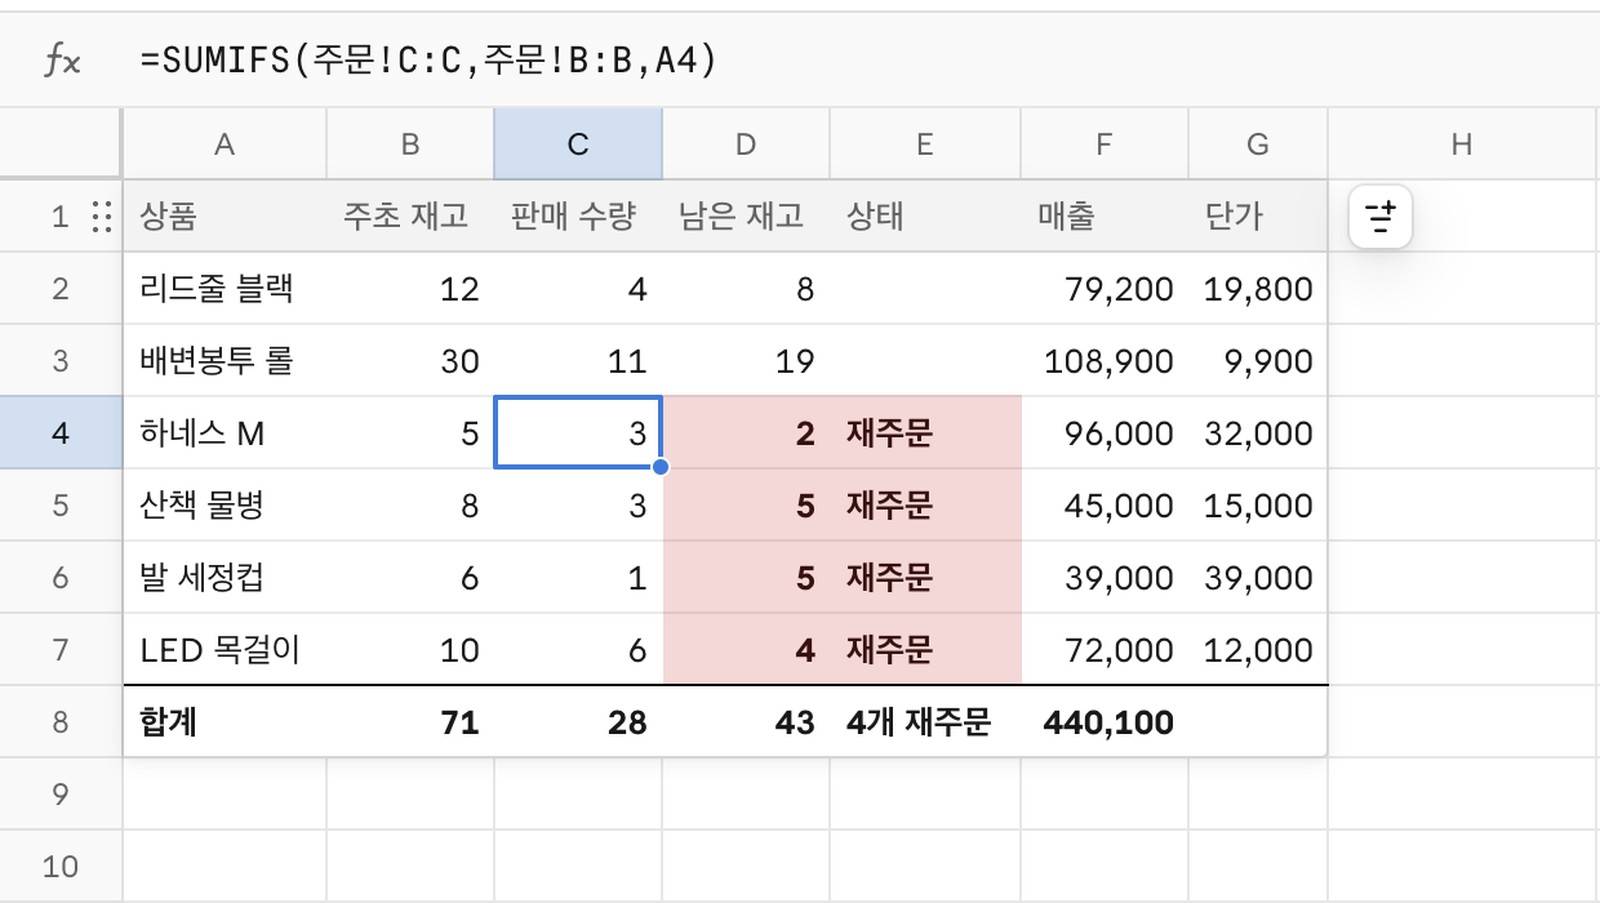 fx =SUMIFS(주문!C:C,주문!B:B,A4)
A B C D E F G H
1 상품 주초 재고 판매 수량 남은 재고 상태 매출 단가
2 리드줄 블랙 12 4 8 79,200 19,800
3 배변봉투 롤 30 11 19 108,900 9,900
4 하네스 M 5 3 2 재주문 96,000 32,000
5 산책 물병 8 3 5 재주문 45,000 15,000
6 발 세정컵 6 1 5 재주문 39,000 39,000
7 LED 목걸이 10 6 4 재주문 72,000 12,000
8 합계 71 28 43 4개 재주문 440,100
9
10